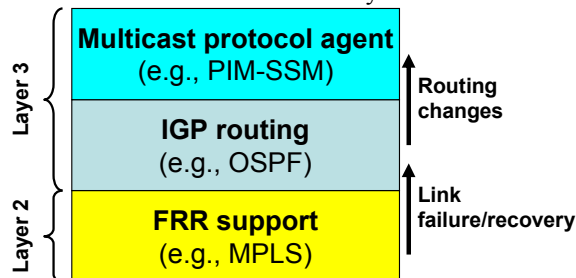 Multicast protocol agent
(e.g., PIM-SSM)
IGP routing
(e.g., OSPF)
FRR support
(e.g., MPLS)
Layer 3
Layer 2
Routing
changes
Link
failure/recovery